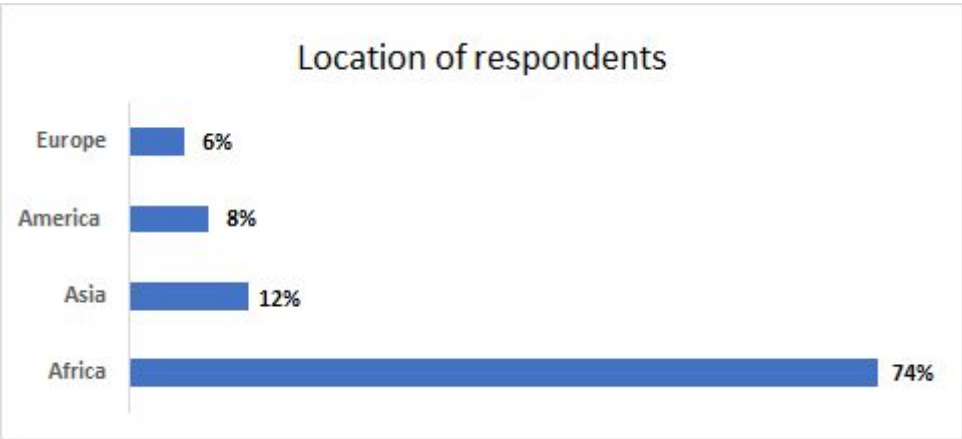 Location of respondents
Europe 6%
America 8%
Asia 12%
Africa 74%